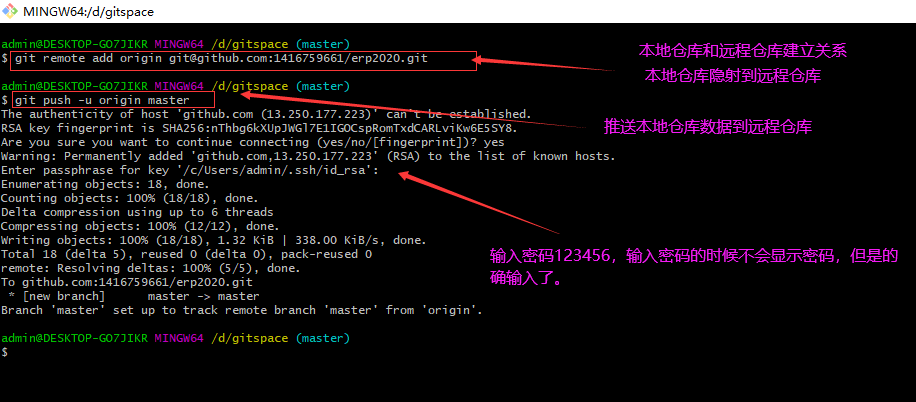 MINGW64:/d/gitspace
admin@DESKTOP-GO7JIKR MINGW64 /d/gitspace (master)
$ git remote add origin git@github.com:1416759661/erp2020.git
本地仓库和远程仓库建立关系
本地仓库隐射到远程仓库
admin@DESKTOP-GO7JIKR MINGW64 /d/gitspace (master)
$ git push -u origin master
推送本地仓库数据到远程仓库
The authenticity of host 'github.com (13.250.177.223)' can't be established.
RSA key fingerprint is SHA256:nThbg6kXUpJWGl7E1IGOCspRomTxdCARLviKw6E5SY8.
Are you sure you want to continue connecting (yes/no/[fingerprint])? yes
Warning: Permanently added 'github.com,13.250.177.223' (RSA) to the list of known hosts.
Enter passphrase for key '/c/Users/admin/.ssh/id_rsa':
Enumerating objects: 18, done.
Counting objects: 100% (18/18), done.
Delta compression using up to 6 threads
Compressing objects: 100% (12/12), done.
Writing objects: 100% (18/18), 1.32 KiB | 338.00 KiB/s, done.
Total 18 (delta 5), reused 0 (delta 0), pack-reused 0
remote: Resolving deltas: 100% (5/5), done.
To github.com:1416759661/erp2020.git
 * [new branch]      master -> master
Branch 'master' set up to track remote branch 'master' from 'origin'.
输入密码123456，输入密码的时候不会显示密码，但是的
确输入了。
admin@DESKTOP-GO7JIKR MINGW64 /d/gitspace (master)
$